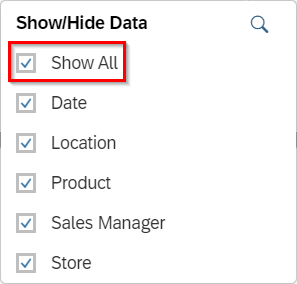 Show/Hide Data
Show All
Date
Location
Product
Sales Manager
Store